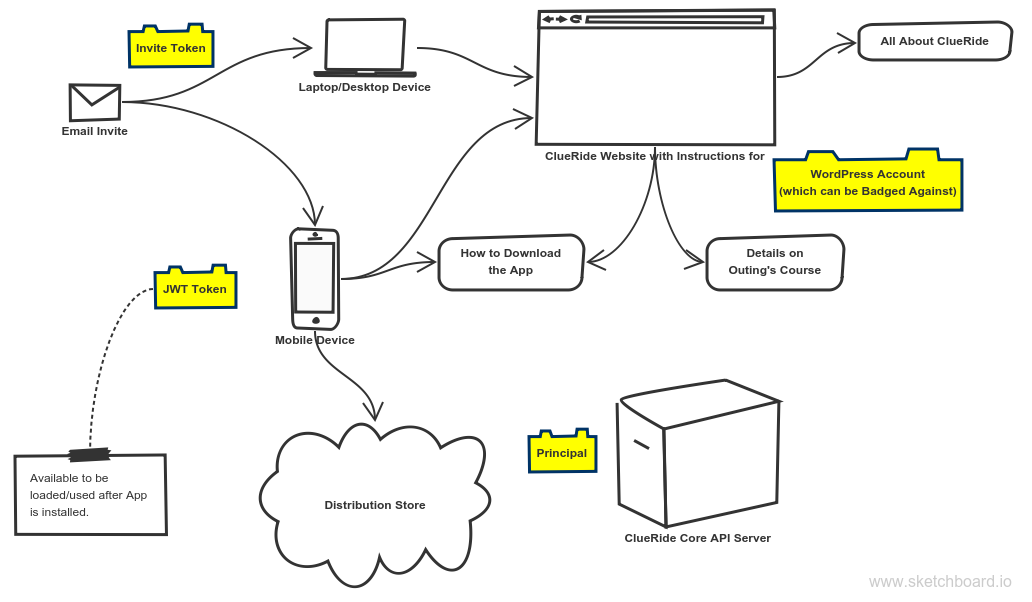 Invite Token
Email Invite
Laptop/Desktop Device
All About ClueRide
ClueRide Website with Instructions for
WordPress Account
(which can be Badged Against)
How to Download
the App
Details on
Outing's Course
JWT Token
Mobile Device
Available to be
loaded/used after App
is installed.
Distribution Store
Principal
ClueRide Core API Server
www.sketchboard.io